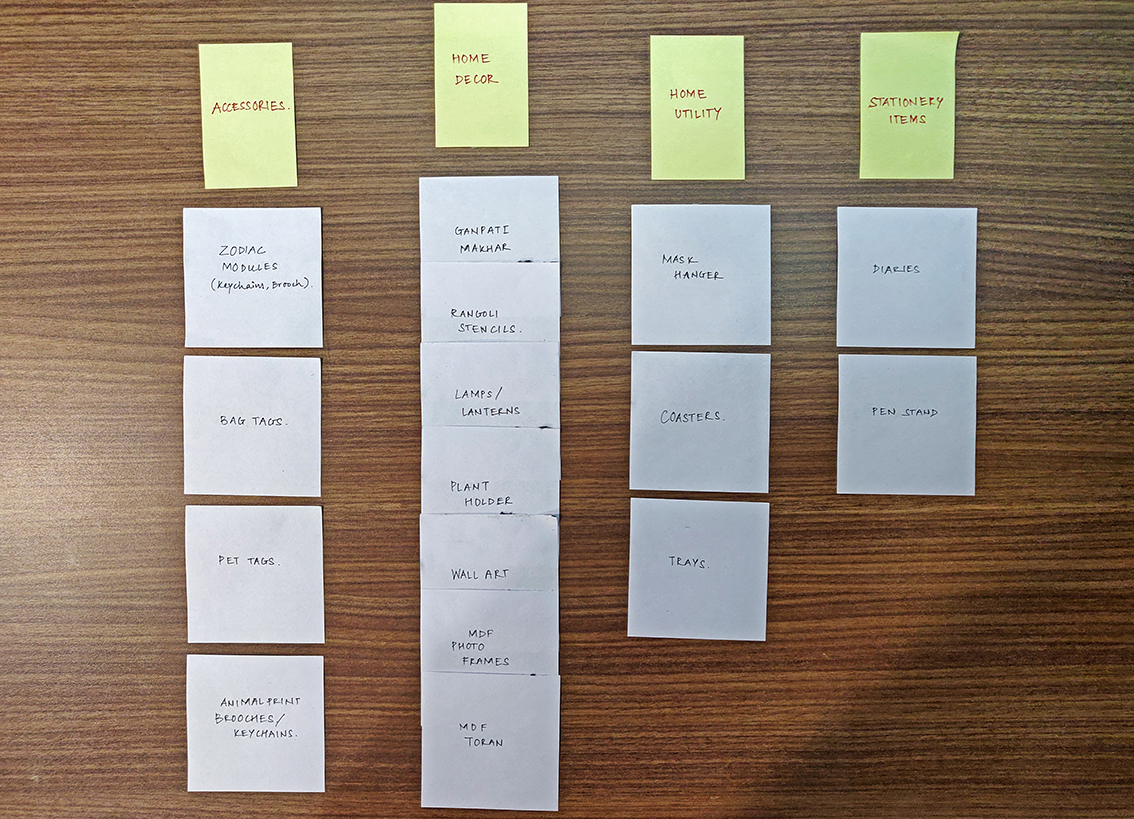 ACCESSORIES.
ZODIAC
MODULES
(Keychains, Brooch).
BAG TAGS.
PET TAGS.
ANIMAL PRINT
BROOCHES/
KEYCHAINS.
HOME
DECOR
GANPATI
MAKHAR
RANGOLI
STENCILS.
LAMPS/
LANTERNS
PLANT
HOLDER
WALL ART
MDF
PHOTO
FRAMES
MDF
TORAN
HOME
UTILITY
MASK
HANGER
COASTERS.
TRAYS.
STATIONERY
ITEMS
DIARIES
PEN STAND